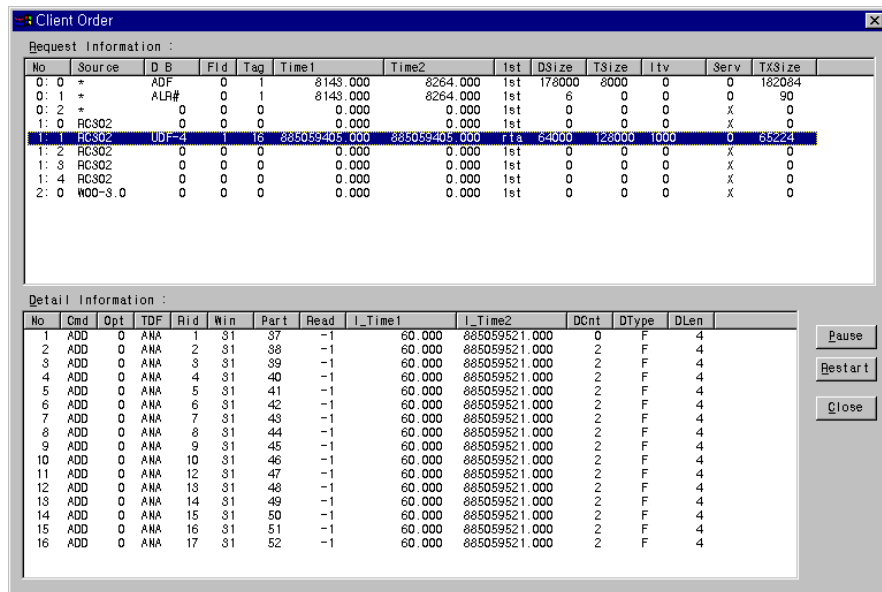 Client Order
Request Information :
No Source D B Fld Tag Time1 Time2 1st DSize TSize Itv Serv TXSize
0: 0 * ADF 0 1 8143.000 8264.000 1st 178000 8000 0 0 182084
0: 1 * ALR# 0 1 8143.000 8264.000 1st 6 0 0 0 90
0: 2 * 0 0 0 0.000 0.000 1st 0 0 0 X 0
1: 0 RCS02 0 0 0 0.000 0.000 1st 0 0 0 X 0
1: 1 RCS02 UDF-4 1 16 885059405.000 885059405.000 rta 64000 128000 1000 0 65224
1: 2 RCS02 0 0 0 0.000 0.000 1st 0 0 0 X 0
1: 3 RCS02 0 0 0 0.000 0.000 1st 0 0 0 X 0
1: 4 RCS02 0 0 0 0.000 0.000 1st 0 0 0 X 0
2: 0 W00-3.0 0 0 0 0.000 0.000 1st 0 0 0 X 0
Detail Information :
No Cmd Opt TDF Rid Win Part Read I_Time1 I_Time2 DCnt DType DLen
1 ADD 0 ANA 1 31 37 -1 60.000 885059521.000 0 F 4
2 ADD 0 ANA 2 31 38 -1 60.000 885059521.000 2 F 4
3 ADD 0 ANA 3 31 39 -1 60.000 885059521.000 2 F 4
4 ADD 0 ANA 4 31 40 -1 60.000 885059521.000 2 F 4
5 ADD 0 ANA 5 31 41 -1 60.000 885059521.000 2 F 4
6 ADD 0 ANA 6 31 42 -1 60.000 885059521.000 2 F 4
7 ADD 0 ANA 7 31 43 -1 60.000 885059521.000 2 F 4
8 ADD 0 ANA 8 31 44 -1 60.000 885059521.000 2 F 4
9 ADD 0 ANA 9 31 45 -1 60.000 885059521.000 2 F 4
10 ADD 0 ANA 10 31 46 -1 60.000 885059521.000 2 F 4
11 ADD 0 ANA 12 31 47 -1 60.000 885059521.000 2 F 4
12 ADD 0 ANA 13 31 48 -1 60.000 885059521.000 2 F 4
13 ADD 0 ANA 14 31 49 -1 60.000 885059521.000 2 F 4
14 ADD 0 ANA 15 31 50 -1 60.000 885059521.000 2 F 4
15 ADD 0 ANA 16 31 51 -1 60.000 885059521.000 2 F 4
16 ADD 0 ANA 17 31 52 -1 60.000 885059521.000 2 F 4
Pause
Restart
Close